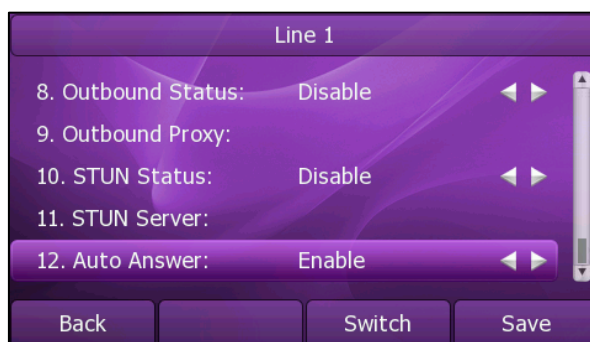 Line 1
8. Outbound Status: Disable
9. Outbound Proxy:
10. STUN Status: Disable
11. STUN Server:
12. Auto Answer: Enable
Back Switch Save